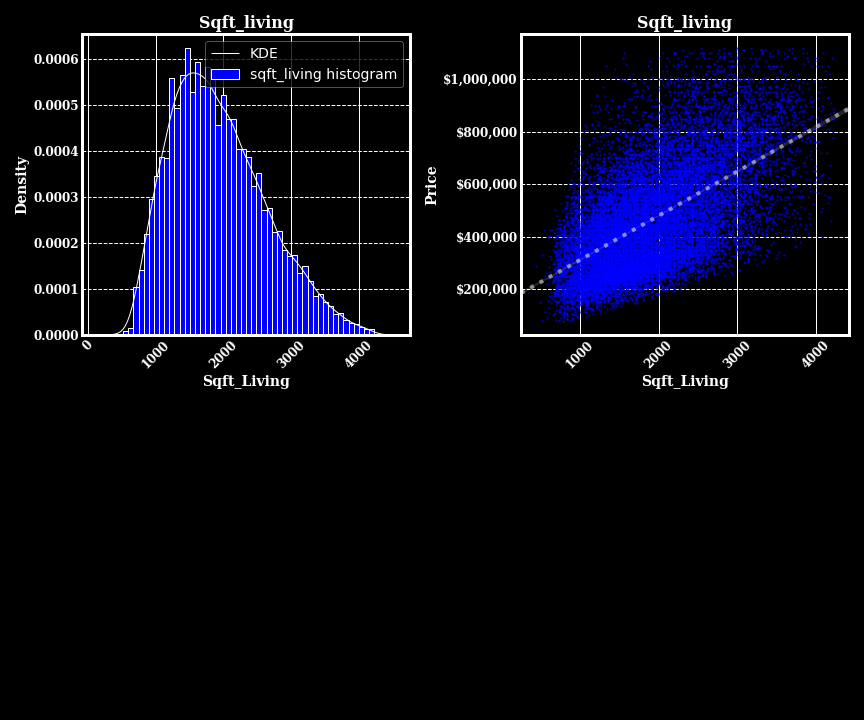 Sqft_living
KDE
sqft_living histogram
0.0006
0.0005
0.0004
0.0003
0.0002
0.0001
0.0000
Density
0
1000
2000
3000
4000
Sqft_Living
Sqft_living
$1,000,000
$800,000
$600,000
$400,000
$200,000
Price
1000
2000
3000
4000
Sqft_Living